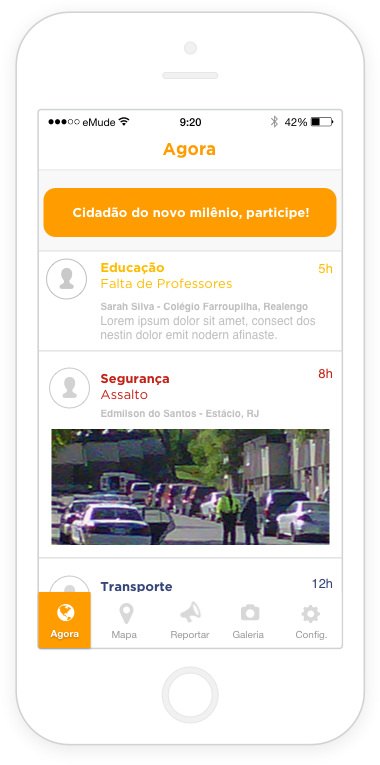 eMude 9:20 42%
Agora
Cidadão do novo milênio, participe!
Educação 5h
Falta de Professores
Sarah Silva - Colégio Farroupilha, Realengo
Lorem ipsum dolor sit amet, consect dos
nestin dolor emit nodern afinaste.
Segurança 8h
Assalto
Edmilson do Santos - Estácio, RJ
Transporte 12h
Agora Mapa Reportar Galeria Config.